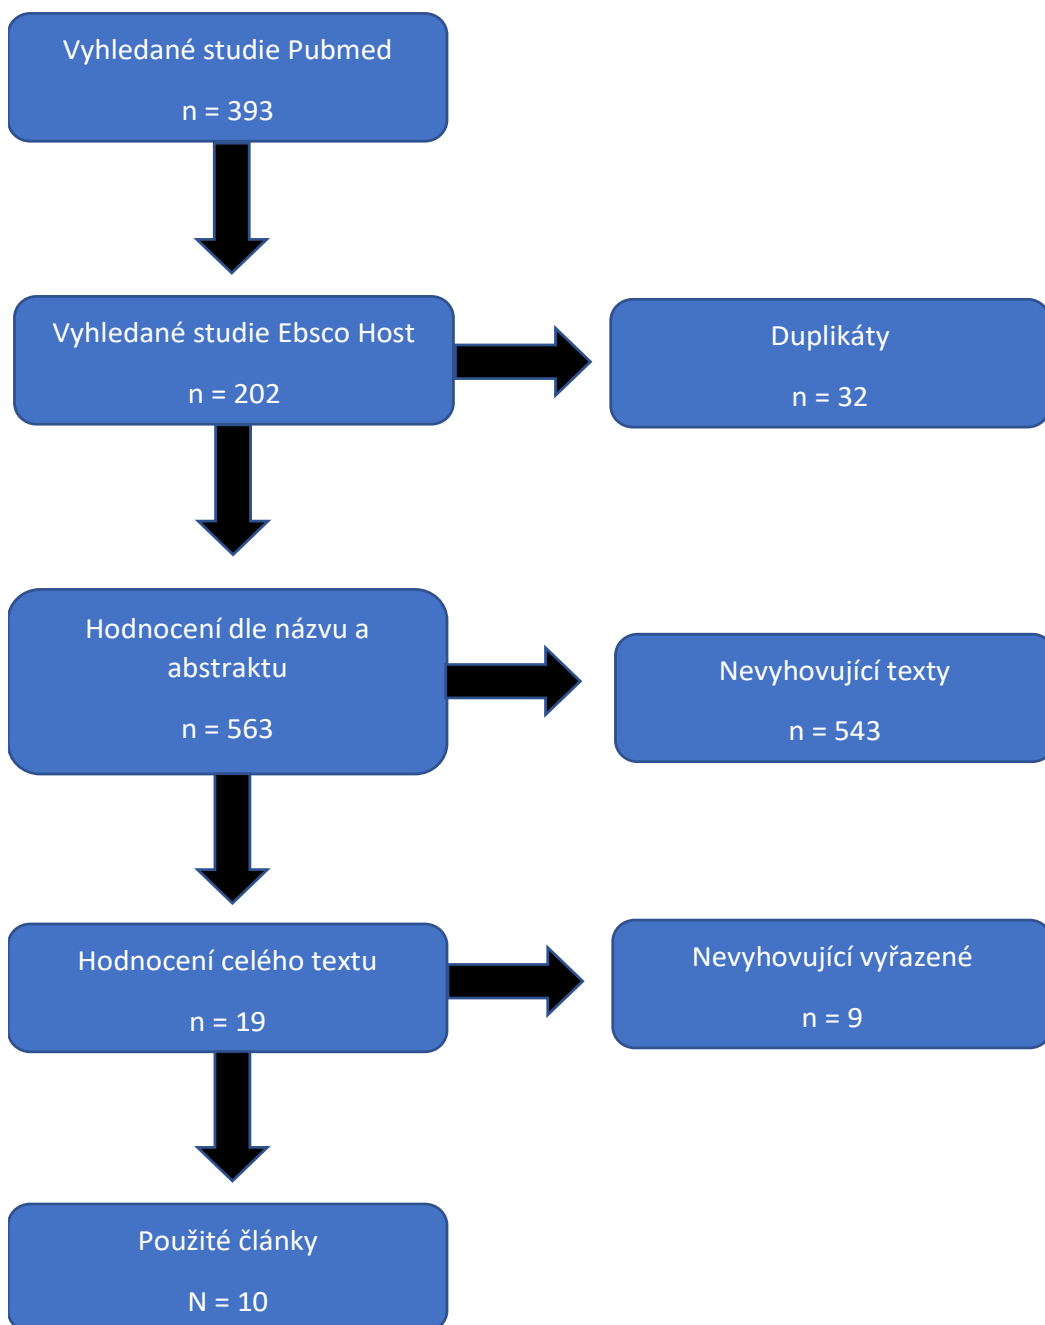 Vyhledané studie Pubmed
n = 393
Vyhledané studie Ebsco Host
n = 202
Duplikáty
n = 32
Hodnocení dle názvu a
abstraktu
n = 563
Nevyhovující texty
n = 543
Hodnocení celého textu
n = 19
Nevyhovující vyřazené
n = 9
Použité články
N = 10